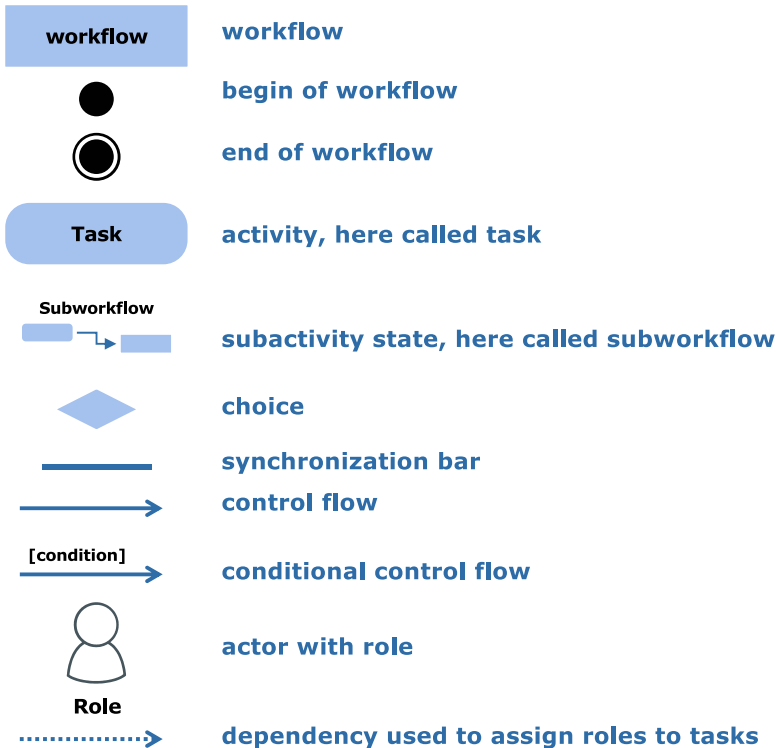 workflow workflow
begin of workflow
end of workflow
Task activity, here called task
Subworkflow
subactivity state, here called subworkflow
choice
synchronization bar
control flow
[condition]
conditional control flow
actor with role
Role
dependency used to assign roles to tasks